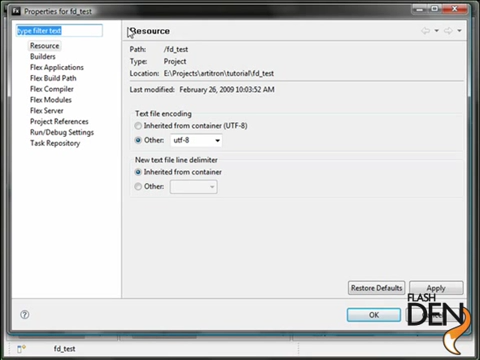 Properties for fd_test
type filter text
Resource
Builders
Flex Applications
Flex Build Path
Flex Compiler
Flex Modules
Flex Server
Project References
Run/Debug Settings
Task Repository
Resource
Path: /fd_test
Type: Project
Location: E:\Projects\artitron\tutorial\fd_test
Last modified: February 26, 2009 10:03:52 AM
Text file encoding
Inherited from container (UTF-8)
Other: utf-8
New text file line delimiter
Inherited from container
Other:
Restore Defaults Apply
OK
FLASH
DEN
fd_test